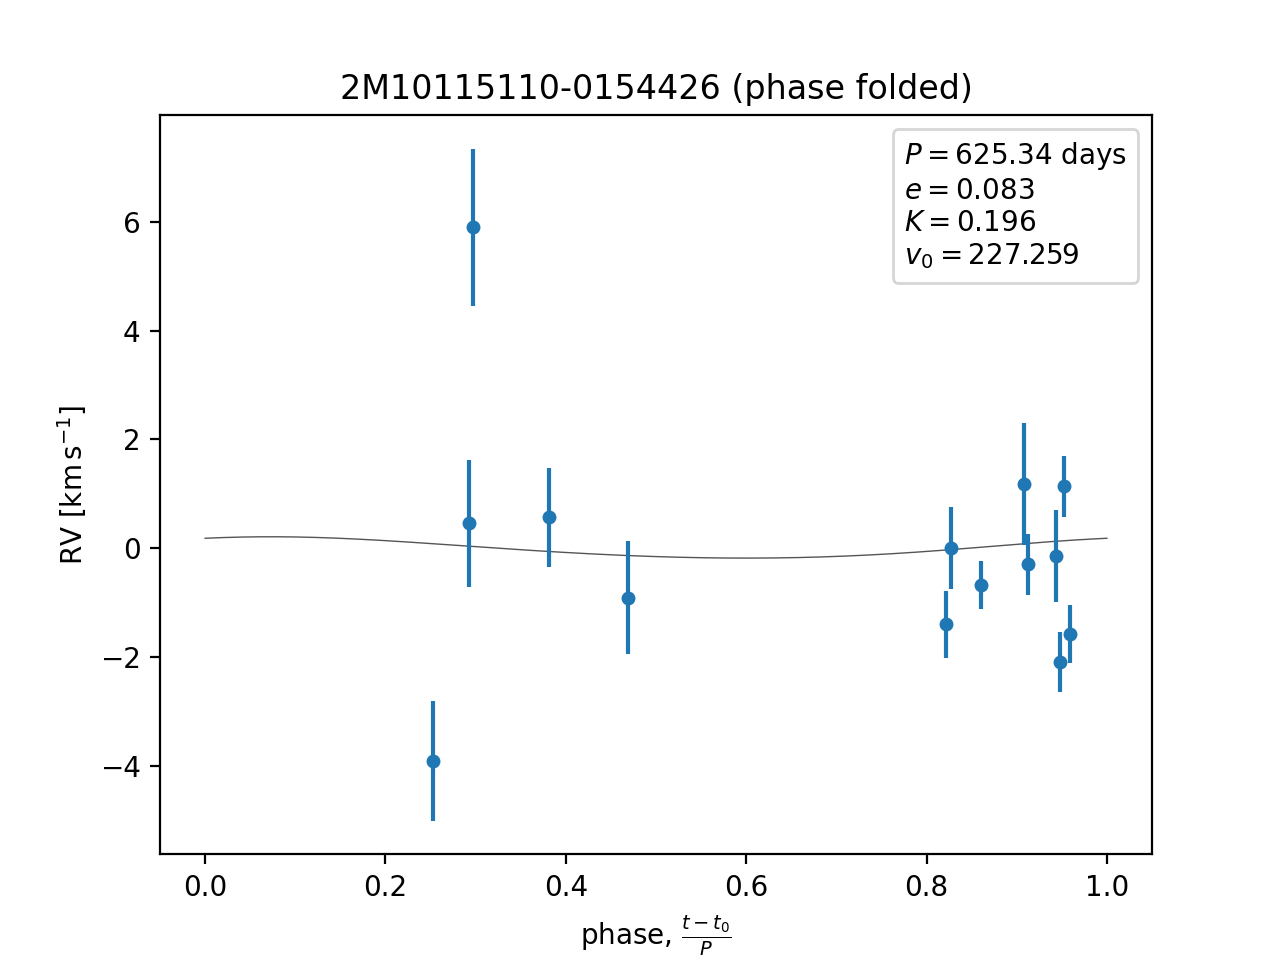 2M10115110-0154426 (phase folded)
P = 625.34 days
e = 0.083
K = 0.196
v₀ = 227.259
6
4
2
0
−2
−4
RV [km s⁻¹]
0.0 0.2 0.4 0.6 0.8 1.0
phase, (t − t₀)/P